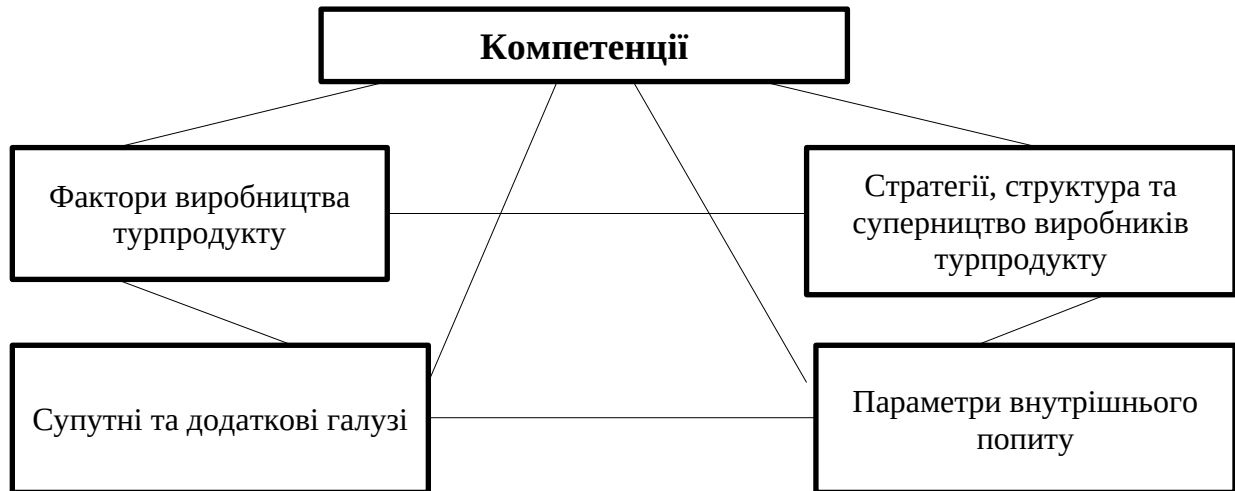 Компетенції
Фактори виробництва
турпродукту
Стратегії, структура та
суперництво виробників
турпродукту
Супутні та додаткові галузі
Параметри внутрішнього
попиту